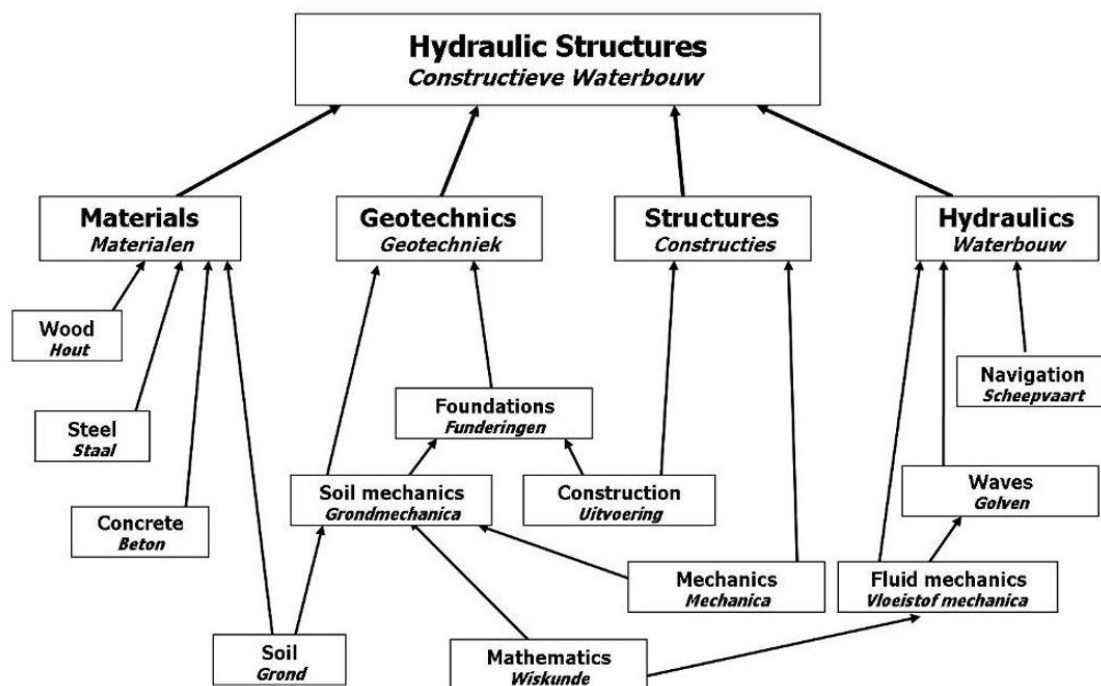 Hydraulic Structures
Constructieve Waterbouw
Materials
Materialen
Geotechnics
Geotechniek
Structures
Constructies
Hydraulics
Waterbouw
Wood
Hout
Navigation
Scheepvaart
Foundations
Funderingen
Steel
Staal
Soil mechanics
Grondmechanica
Construction
Uitvoering
Waves
Golven
Concrete
Beton
Mechanics
Mechanica
Fluid mechanics
Vloeistof mechanica
Soil
Grond
Mathematics
Wiskunde